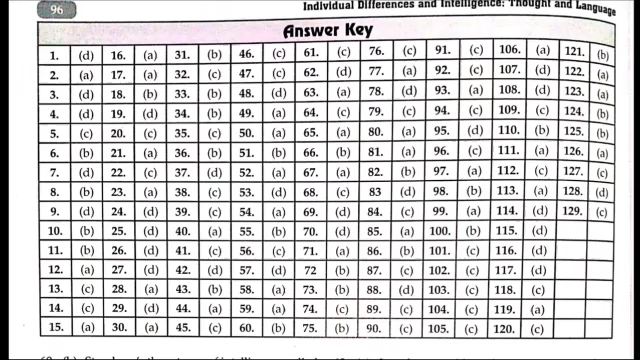 96
Individual Differences and Intelligence: Thought and Language
Answer Key
1. (d) 16. (a) 31. (b) 46. (c) 61. (c) 76. (c) 91. (c) 106. (a) 121. (b)
2. (a) 17. (a) 32. (c) 47. (c) 62. (d) 77. (a) 92. (c) 107. (d) 122. (a)
3. (d) 18. (b) 33. (b) 48. (d) 63. (a) 78. (d) 93. (a) 108. (d) 123. (a)
4. (d) 19. (d) 34. (b) 49. (a) 64. (c) 79. (c) 94. (c) 109. (c) 124. (b)
5. (c) 20. (c) 35. (c) 50. (a) 65. (a) 80. (a) 95. (d) 110. (b) 125. (b)
6. (b) 21. (a) 36. (b) 51. (b) 66. (b) 81. (a) 96. (c) 111. (a) 126. (a)
7. (d) 22. (c) 37. (d) 52. (a) 67. (a) 82. (b) 97. (a) 112. (c) 127. (c)
8. (b) 23. (a) 38. (c) 53. (d) 68. (c) 83 (d) 98. (b) 113. (a) 128. (d)
9. (d) 24. (d) 39. (c) 54. (a) 69. (d) 84. (c) 99. (a) 114. (d) 129. (c)
10. (b) 25. (d) 40. (a) 55. (b) 70. (d) 85. (a) 100. (b) 115. (d)
11. (b) 26. (d) 41. (c) 56. (c) 71. (a) 86. (b) 101. (c) 116. (d)
12. (a) 27. (d) 42. (d) 57. (d) 72 (b) 87. (c) 102. (c) 117. (d)
13. (c) 28. (a) 43. (b) 58. (a) 73. (b) 88. (d) 103. (c) 118. (c)
14. (c) 29. (d) 44. (a) 59. (a) 74. (c) 89. (c) 104. (c) 119. (a)
15. (a) 30. (a) 45. (c) 60. (b) 75. (b) 90. (c) 105. (c) 120. (c)